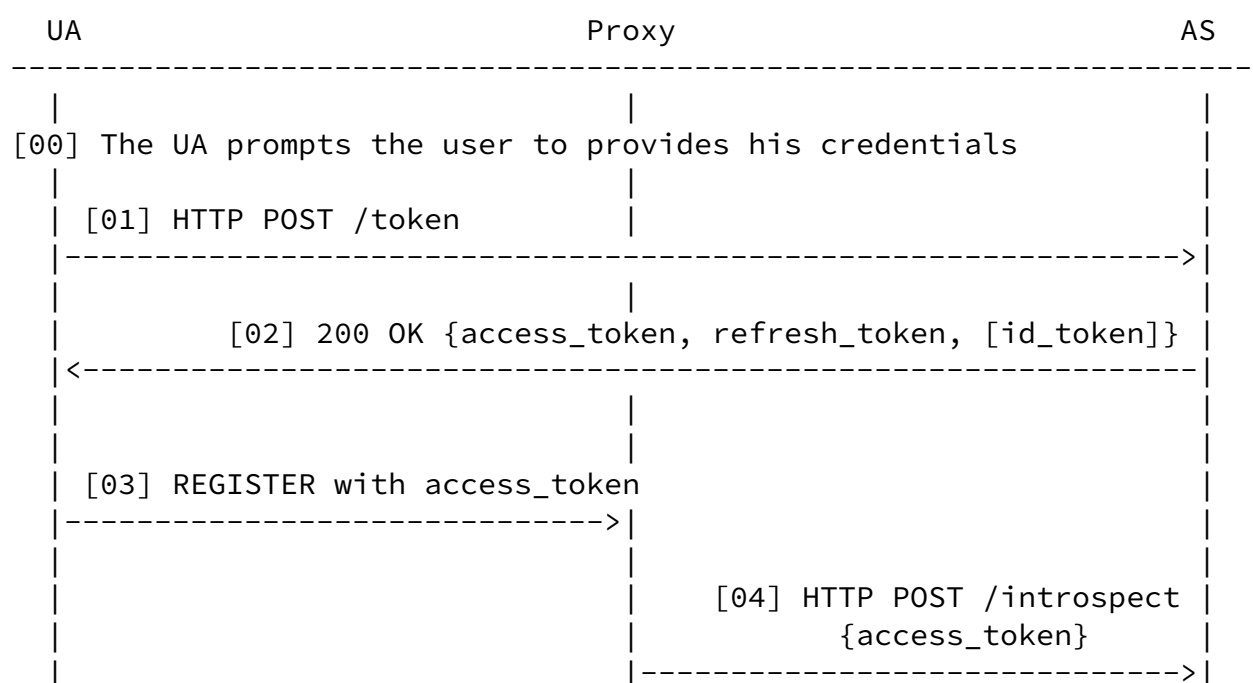 UA Proxy AS
[00] The UA prompts the user to provides his credentials
[01] HTTP POST /token
[02] 200 OK {access_token, refresh_token, [id_token]}
[03] REGISTER with access_token
[04] HTTP POST /introspect
{access_token}